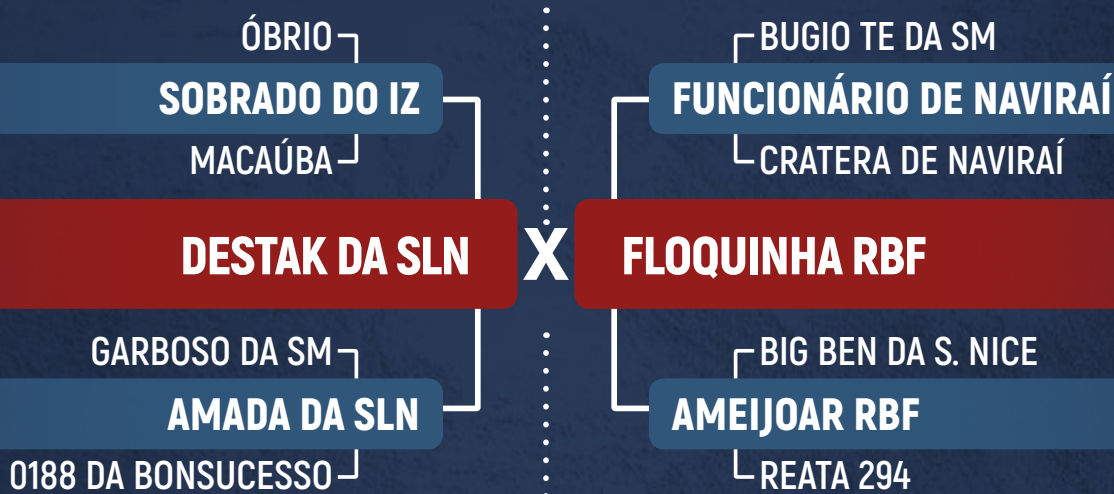 ÓBRIO
SOBRADO DO IZ
MACAÚBA
DESTAK DA SLN
GARBOSO DA SM
AMADA DA SLN
0188 DA BONSUCESSO
X
BUGIO TE DA SM
FUNCIONÁRIO DE NAVIRAÍ
CRATERA DE NAVIRAÍ
FLOQUINHA RBF
BIG BEN DA S. NICE
AMEIJOAR RBF
REATA 294